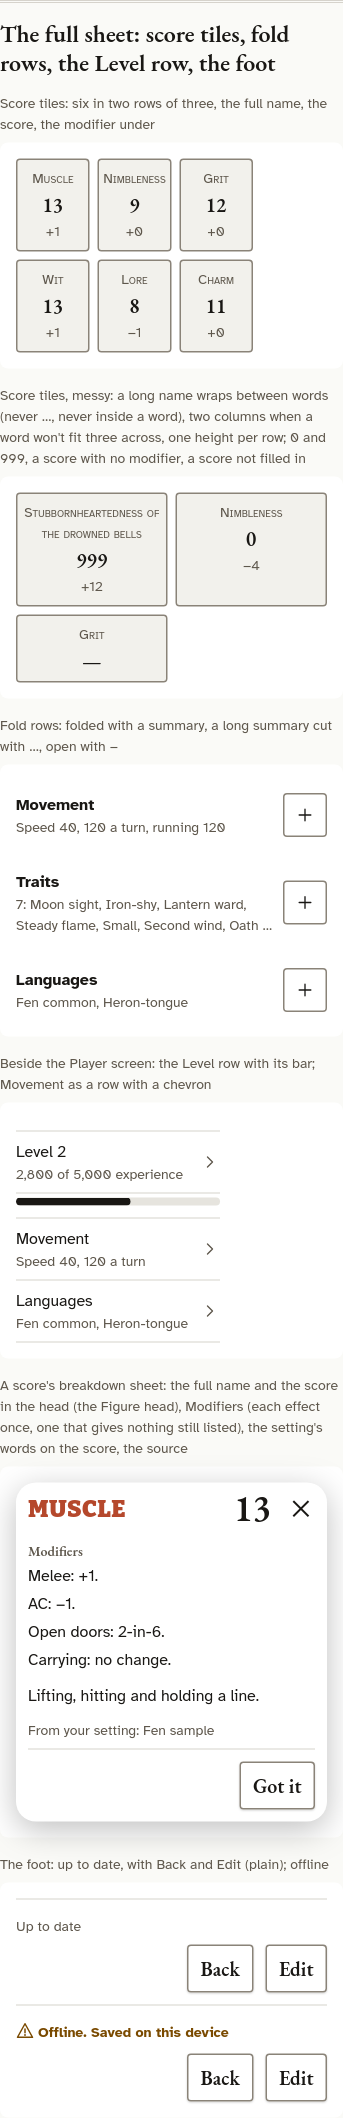 The full sheet: score tiles, fold
rows, the Level row, the foot
Score tiles: six in two rows of three, the full name, the
score, the modifier under
Muscle Nimbleness Grit
13 9 12
+1 +0 +0
Wit Lore Charm
13 8 11
+1 −1 +0
Score tiles, messy: a long name wraps between words
(never ..., never inside a word), two columns when a
word won't fit three across, one height per row; 0 and
999, a score with no modifier, a score not filled in
Stubbornheartedness of
the drowned bells
999
+12
Nimbleness
0
−4
Grit
—
Fold rows: folded with a summary, a long summary cut
with ..., open with −
Movement
Speed 40, 120 a turn, running 120
+
Traits
7: Moon sight, Iron-shy, Lantern ward,
Steady flame, Small, Second wind, Oath ...
+
Languages
Fen common, Heron-tongue
+
Beside the Player screen: the Level row with its bar;
Movement as a row with a chevron
Level 2
2,800 of 5,000 experience
Movement
Speed 40, 120 a turn
Languages
Fen common, Heron-tongue
A score's breakdown sheet: the full name and the score
in the head (the Figure head), Modifiers (each effect
once, one that gives nothing still listed), the setting's
words on the score, the source
MUSCLE 13
Modifiers
Melee: +1.
AC: −1.
Open doors: 2-in-6.
Carrying: no change.
Lifting, hitting and holding a line.
From your setting: Fen sample
Got it
The foot: up to date, with Back and Edit (plain); offline
Up to date
Back Edit
Offline. Saved on this device
Back Edit